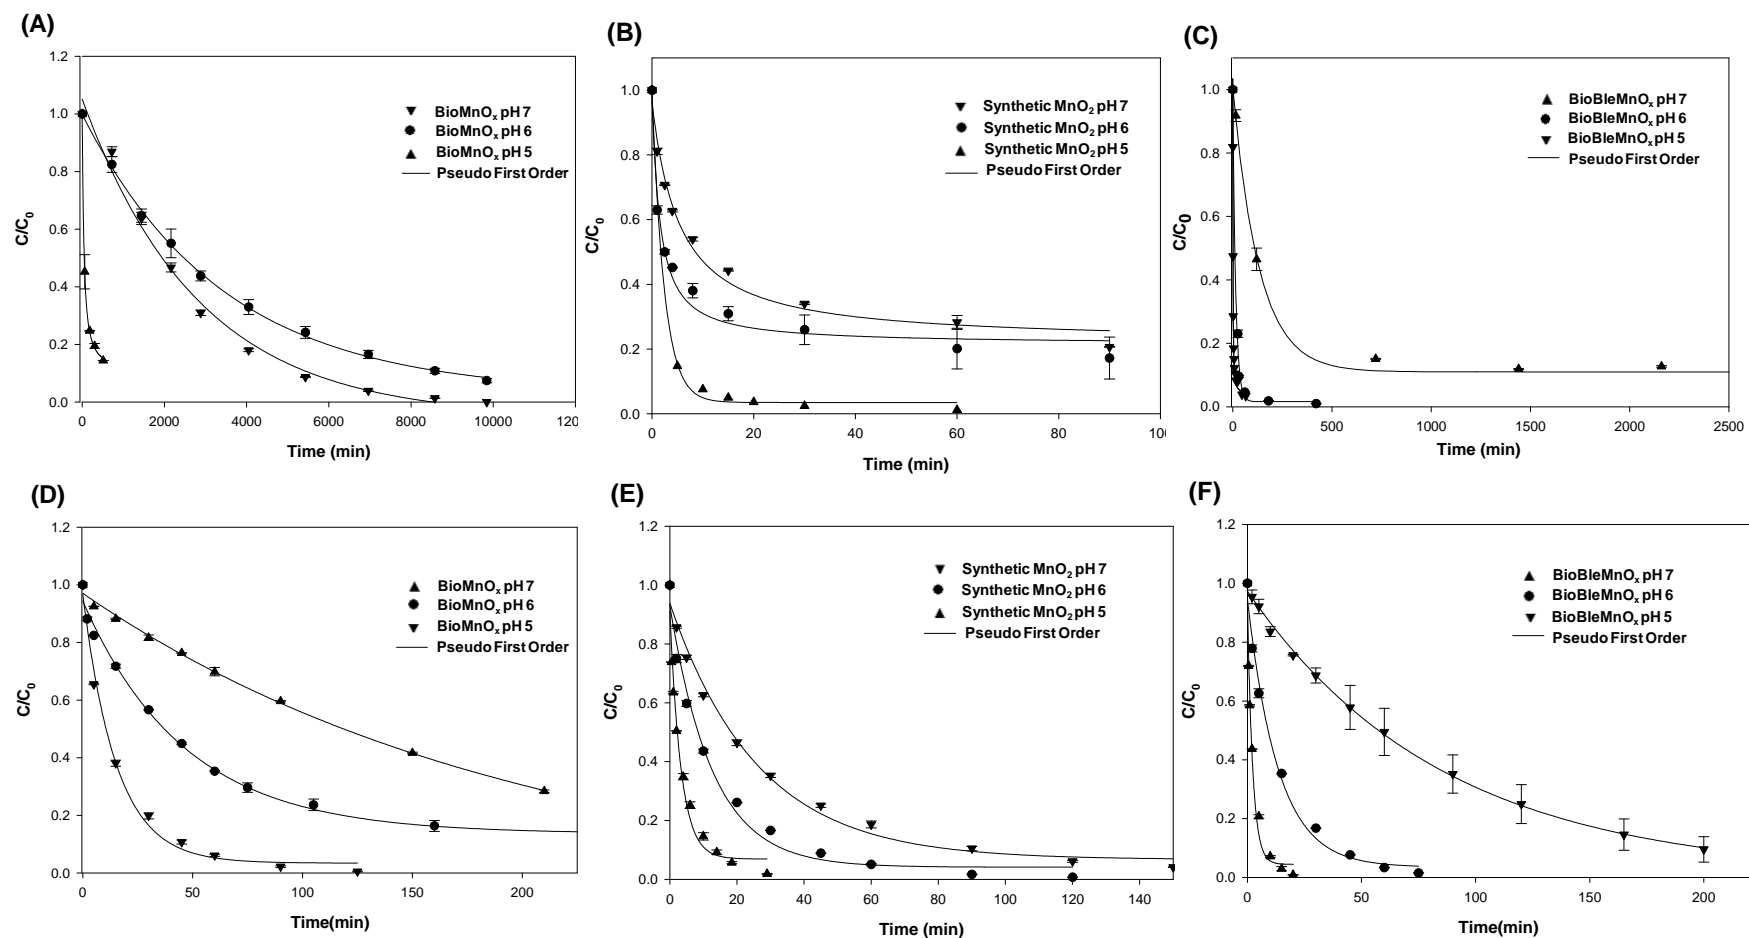 (A)
1.2
1.0
0.8
0.6
0.4
0.2
0.0
C/C0
BioMnOx pH 7
BioMnOx pH 6
BioMnOx pH 5
Pseudo First Order
0 2000 4000 6000 8000 10000 120
Time (min)
(B)
1.0
0.8
0.6
0.4
0.2
0.0
C/C0
Synthetic MnO2 pH 7
Synthetic MnO2 pH 6
Synthetic MnO2 pH 5
Pseudo First Order
0 20 40 60 80 10
Time (min)
(C)
1.0
0.8
0.6
0.4
0.2
0.0
C/C0
BioBleMnOx pH 7
BioBleMnOx pH 6
BioBleMnOx pH 5
Pseudo First Order
0 500 1000 1500 2000 2500
Time (min)
(D)
1.2
1.0
0.8
0.6
0.4
0.2
0.0
C/C0
BioMnOx pH 7
BioMnOx pH 6
BioMnOx pH 5
Pseudo First Order
0 50 100 150 200
Time(min)
(E)
1.2
1.0
0.8
0.6
0.4
0.2
0.0
C/C0
Synthetic MnO2 pH 7
Synthetic MnO2 pH 6
Synthetic MnO2 pH 5
Pseudo First Order
0 20 40 60 80 100 120 140
Time (min)
(F)
1.2
1.0
0.8
0.6
0.4
0.2
0.0
C/C0
BioBleMnOx pH 7
BioBleMnOx pH 6
BioBleMnOx pH 5
Pseudo First Order
0 50 100 150 200
Time(min)